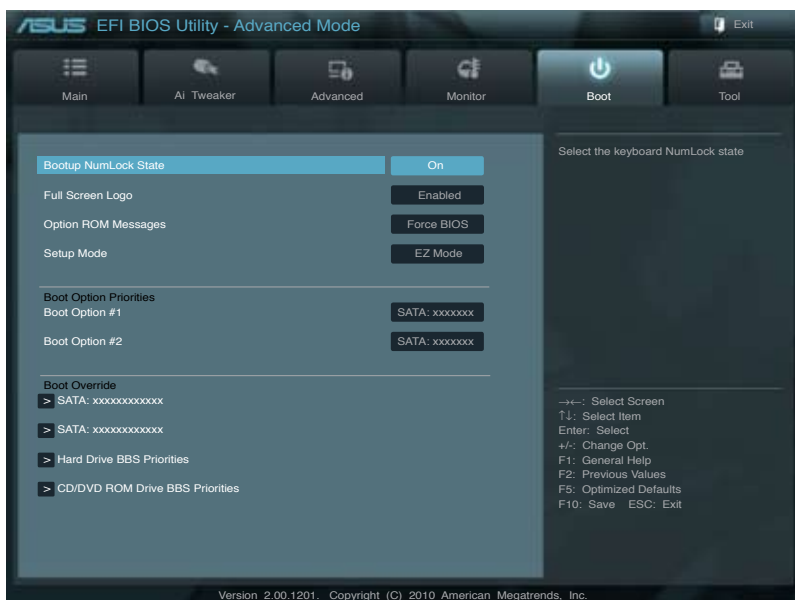 ASUS EFI BIOS Utility - Advanced Mode
Exit
Main
Ai Tweaker
Advanced
Monitor
Boot
Tool
Bootup NumLock State On
Full Screen Logo Enabled
Option ROM Messages Force BIOS
Setup Mode EZ Mode
Boot Option Priorities
Boot Option #1 SATA: xxxxxxx
Boot Option #2 SATA: xxxxxxx
Boot Override
> SATA: xxxxxxxxxxxx
> SATA: xxxxxxxxxxxx
> Hard Drive BBS Priorities
> CD/DVD ROM Drive BBS Priorities
Select the keyboard NumLock state
→←: Select Screen
↑↓: Select Item
Enter: Select
+/-: Change Opt.
F1: General Help
F2: Previous Values
F5: Optimized Defaults
F10: Save ESC: Exit
Version 2.00.1201. Copyright (C) 2010 American Megatrends, Inc.